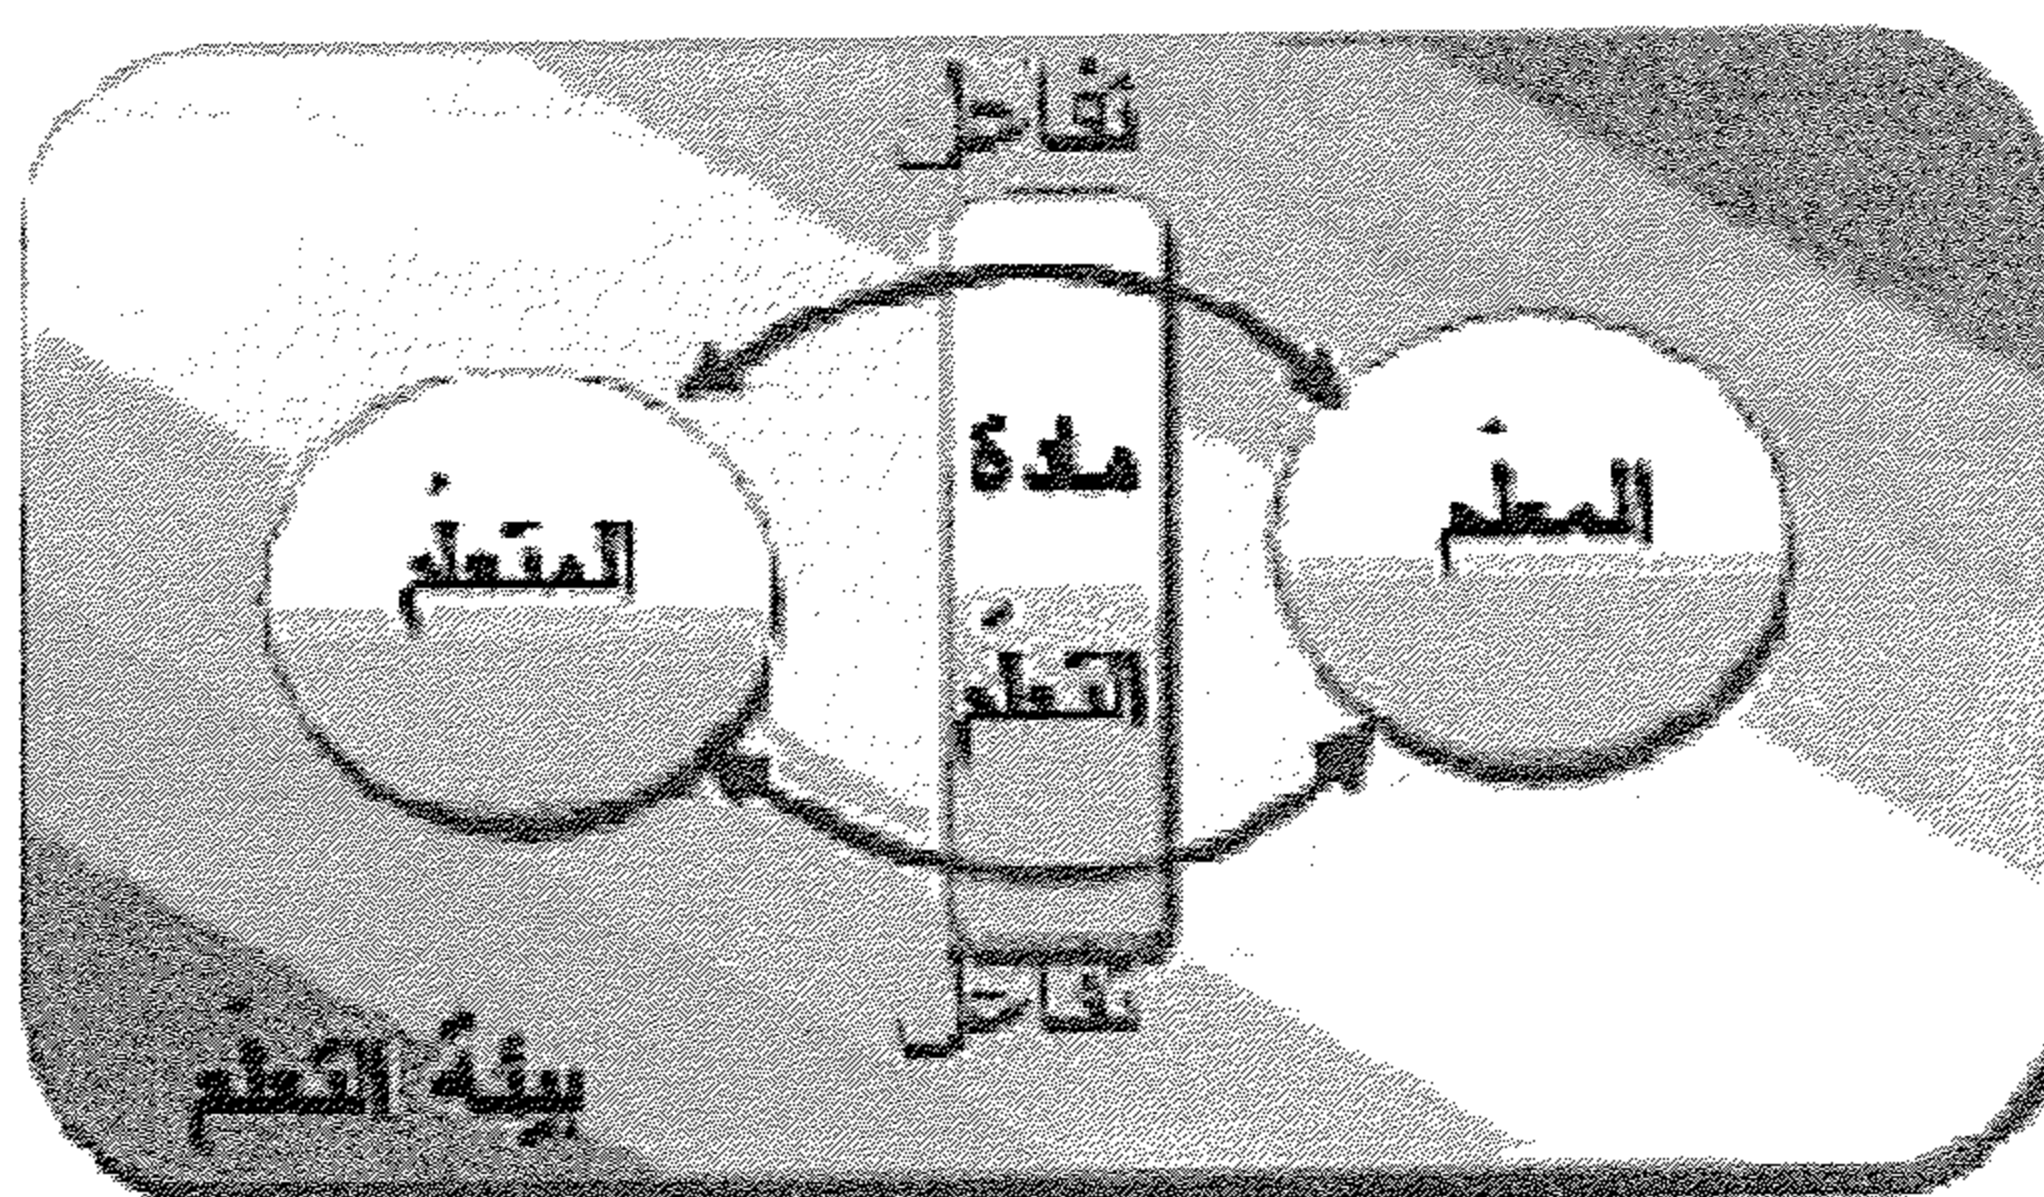 تفاعل
المعلم
مادة
التعلم
المتعلم
تفاعل
بيئة التعلم